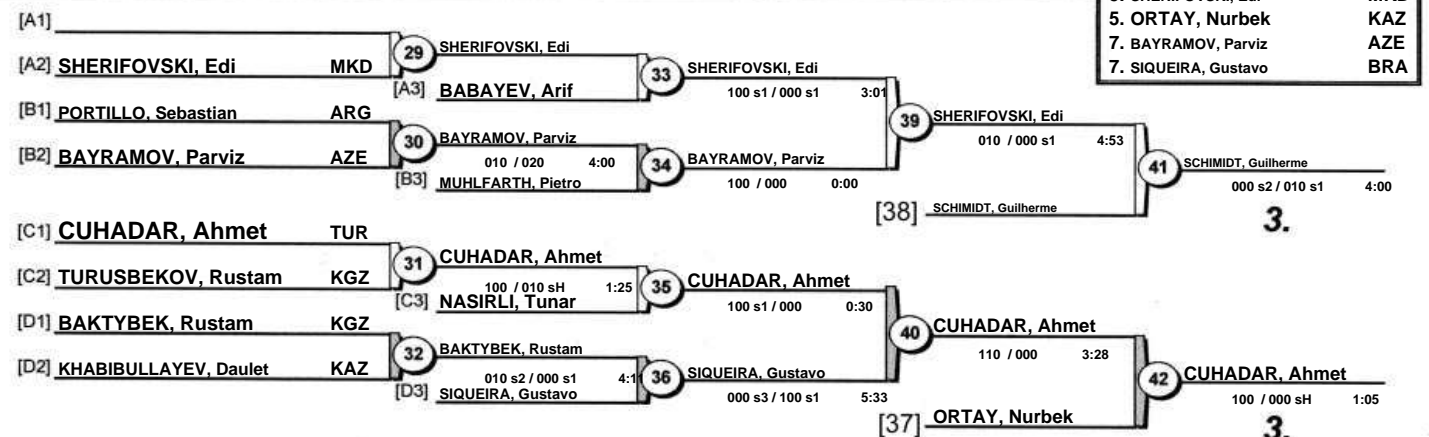 5. SHERIFOVSKI, Edi MKD
5. ORTAY, Nurbek KAZ
7. BAYRAMOV, Parviz AZE
7. SIQUEIRA, Gustavo BRA
[A1]
29 SHERIFOVSKI, Edi
[A2] SHERIFOVSKI, Edi MKD
33 SHERIFOVSKI, Edi
[A3] BABAYEV, Arif
100 s1 / 000 s1 3:01
[B1] PORTILLO, Sebastian ARG
39 SHERIFOVSKI, Edi
010 / 000 s1 4:53
30 BAYRAMOV, Parviz
[B2] BAYRAMOV, Parviz AZE
010 / 020 4:00
34 BAYRAMOV, Parviz
[B3] MUHLFARTH, Pietro
100 / 000 0:00
41 SCHIMIDT, Guilherme
000 s2 / 010 s1 4:00
[38] SCHIMIDT, Guilherme
3.
[C1] CUHADAR, Ahmet TUR
31 CUHADAR, Ahmet
[C2] TURUSBEKOV, Rustam KGZ
100 / 010 sH 1:25
35 CUHADAR, Ahmet
[C3] NASIRLI, Tunar
100 s1 / 000 0:30
[D1] BAKTYBEK, Rustam KGZ
40 CUHADAR, Ahmet
110 / 000 3:28
32 BAKTYBEK, Rustam
[D2] KHABIBULLAYEV, Daulet KAZ
010 s2 / 000 s1
36 SIQUEIRA, Gustavo
[D3] SIQUEIRA, Gustavo
000 s3 / 100 s1 5:33
42 CUHADAR, Ahmet
100 / 000 sH 1:05
[37] ORTAY, Nurbek
3.